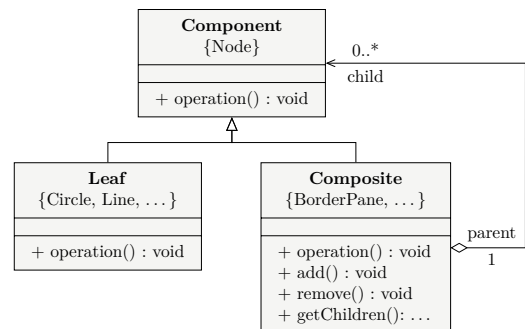 Component
{Node}
+ operation() : void
0..*
child
Leaf
{Circle, Line, ...}
+ operation() : void
Composite
{BorderPane, ...}
+ operation() : void
+ add() : void
+ remove() : void
+ getChildren(): ...
parent
1